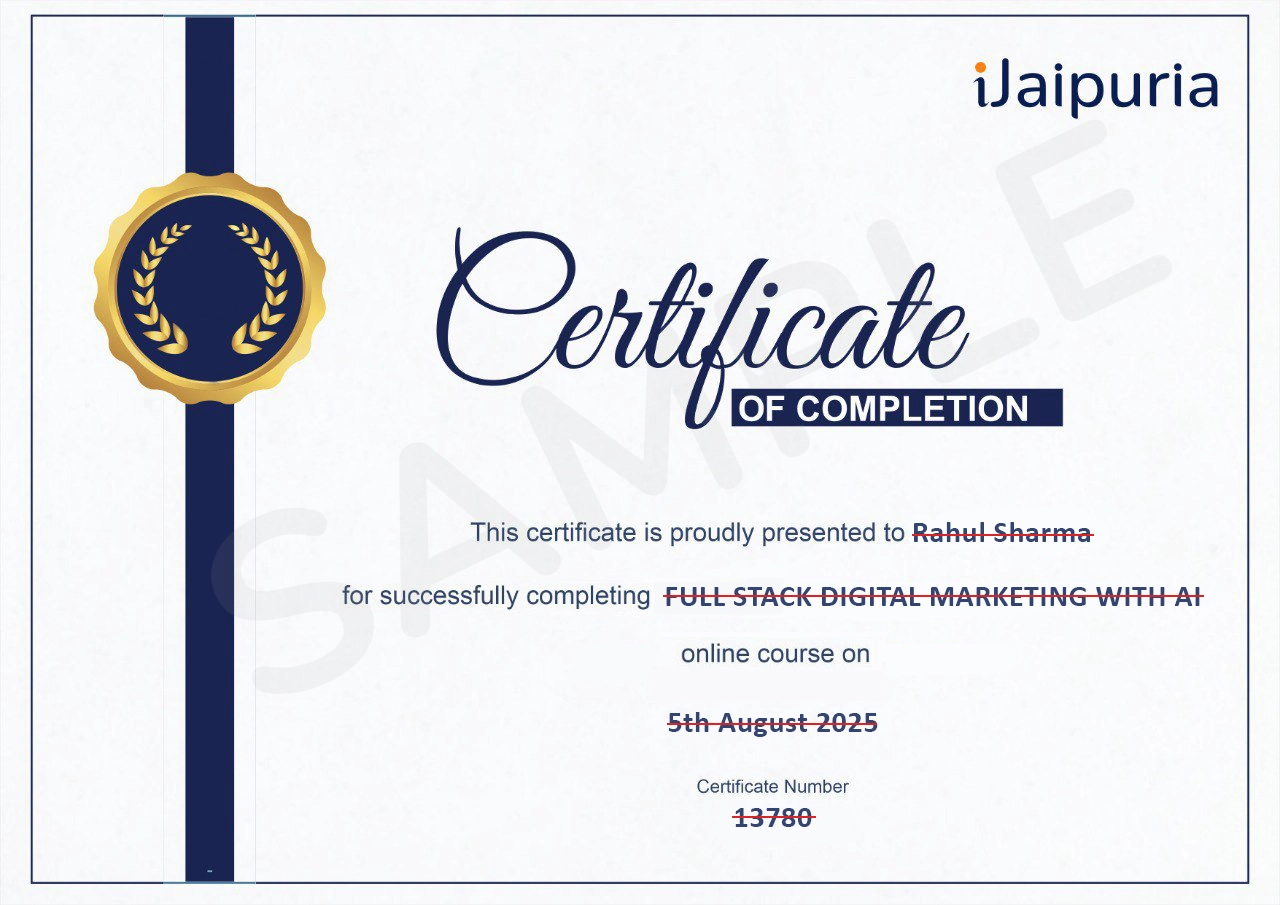 iJaipuria
Certificate
OF COMPLETION
SAMPLE
This certificate is proudly presented to Rahul Sharma
for successfully completing FULL STACK DIGITAL MARKETING WITH AI
online course on
5th August 2025
Certificate Number
13780